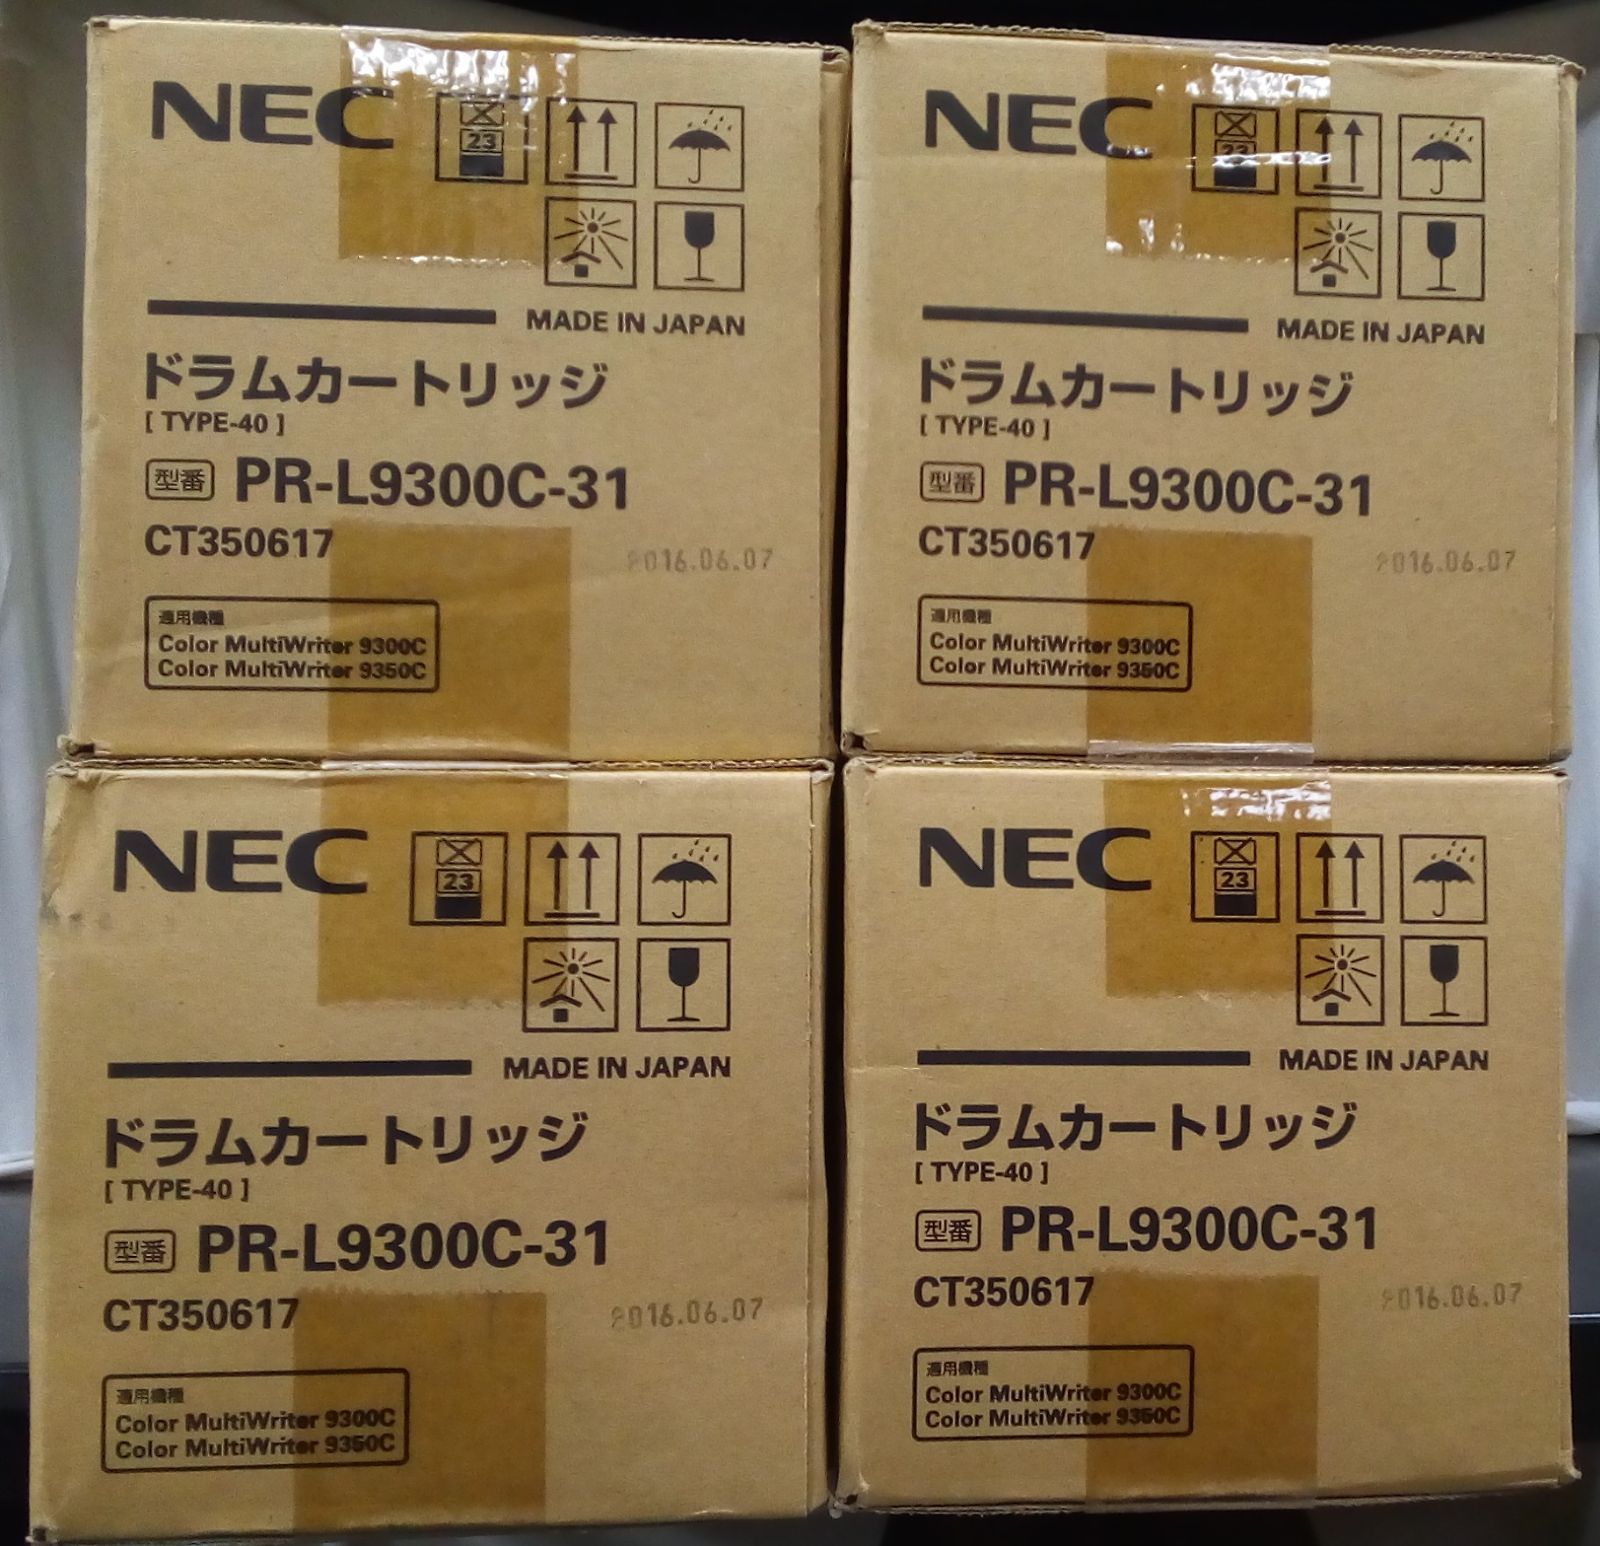 NEC
23
MADE IN JAPAN
ドラムカートリッジ
[ TYPE-40 ]
型番 PR-L9300C-31
CT350617
2016.06.07
適用機種
Color MultiWriter 9300C
Color MultiWriter 9350C
NEC
23
MADE IN JAPAN
ドラムカートリッジ
[ TYPE-40 ]
型番 PR-L9300C-31
CT350617
2016.06.07
適用機種
Color MultiWriter 9300C
Color MultiWriter 9350C
NEC
23
MADE IN JAPAN
ドラムカートリッジ
[ TYPE-40 ]
型番 PR-L9300C-31
CT350617
2016.06.07
適用機種
Color MultiWriter 9300C
Color MultiWriter 9350C
NEC
23
MADE IN JAPAN
ドラムカートリッジ
[ TYPE-40 ]
型番 PR-L9300C-31
CT350617
2016.06.07
適用機種
Color MultiWriter 9300C
Color MultiWriter 9350C